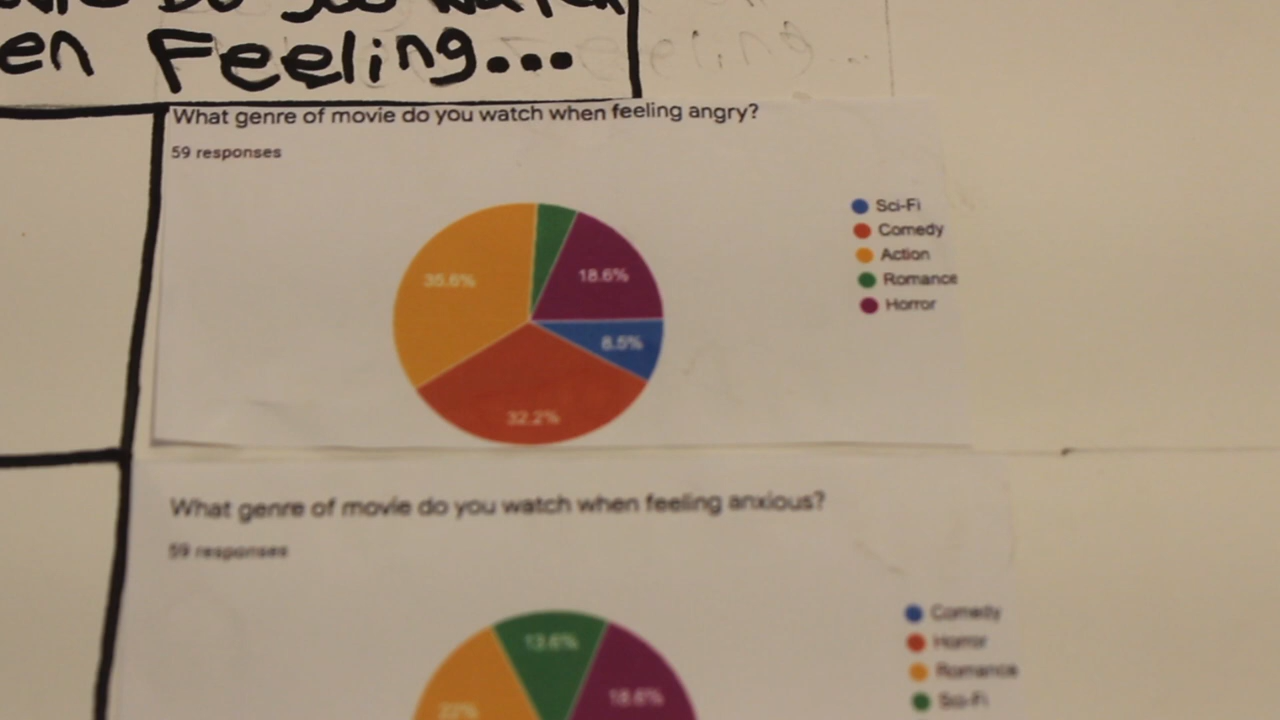 en Feeling...
What genre of movie do you watch when feeling angry?
59 responses
Sci-Fi
Comedy
Action
Romance
Horror
35.6%
18.6%
8.5%
32.2%
What genre of movie do you watch when feeling anxious?
59 responses
Comedy
Horror
Romance
Sci-Fi
13.6%
18.6%
22%